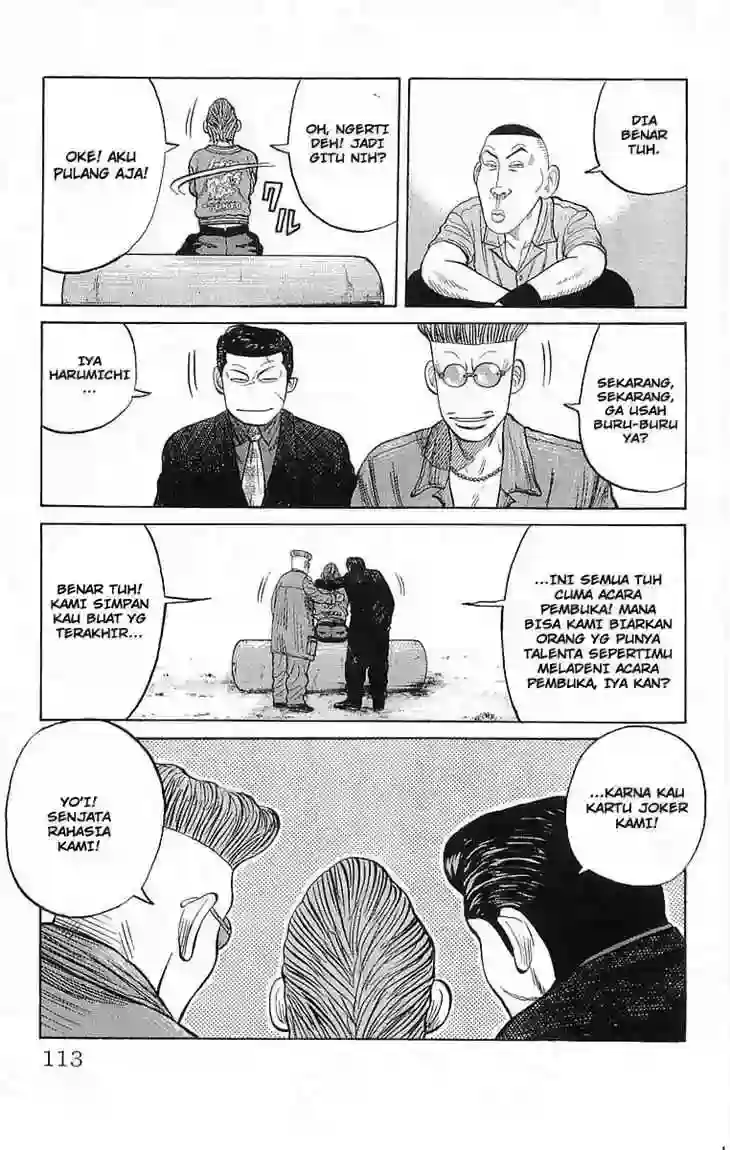 DIA
BENAR
TUH.
OH, NGERTI
DEH! JADI
GITU NIH?
OKE! AKU
PULANG AJA!
クル
SEKARANG,
SEKARANG,
GA USAH
BURU-BURU
YA?
IYA
HARUMICHI
...
...INI SEMUA TUH
CUMA ACARA
PEMBUKA! MANA
BISA KAMI BIARKAN
ORANG YG PUNYA
TALENTA SEPERTIMU
MELADENI ACARA
PEMBUKA, IYA KAN?
BENAR TUH!
KAMI SIMPAN
KAU BUAT YG
TERAKHIR...
...KARNA KAU
KARTU JOKER
KAMI!
YO'I!
SENJATA
RAHASIA
KAMI!
113